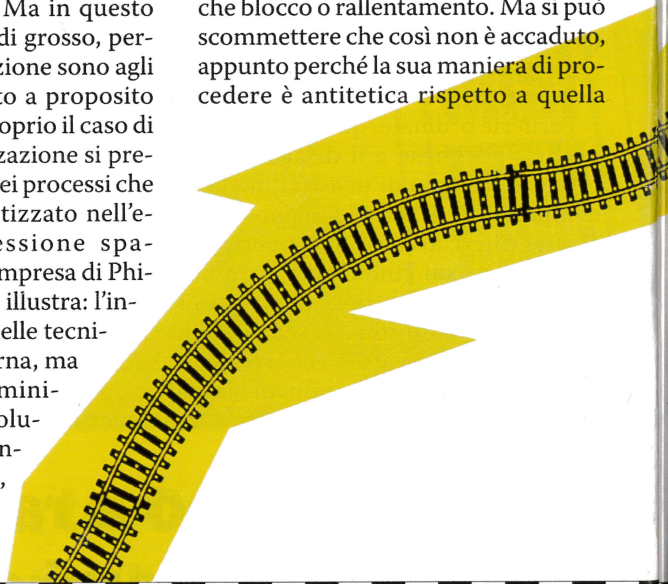 Ma in questo
di grosso, per-
zione sono agli
to a proposito
oprio il caso di
zazione si pre-
ei processi che
tizzato nell'e-
essione spa-
mpresa di Phi-
illustra: l'in-
elle tecni-
rna, ma
mini-
olu-
n-
,
che blocco o rallentamento. Ma si può
scommettere che così non è accaduto,
appunto perché la sua maniera di pro-
cedere è antitetica rispetto a quella